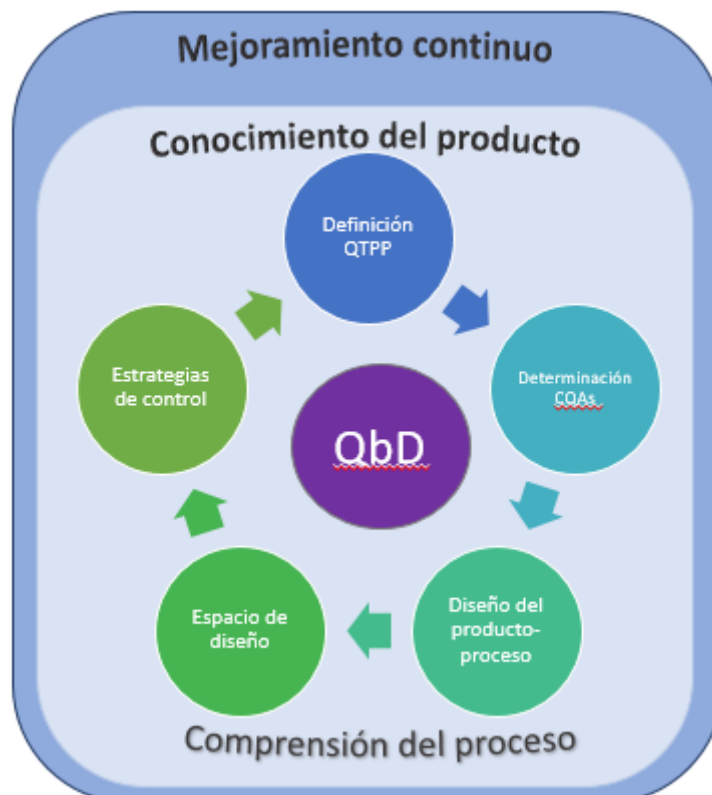 Mejoramiento continuo
Conocimiento del producto
Definición
QTPP
Estrategias
de control
Determinación
CQAs
QbD
Espacio de
diseño
Diseño del
producto-
proceso
Comprensión del proceso